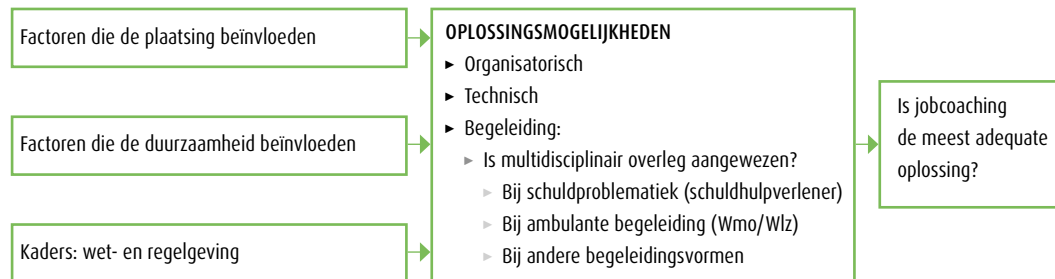 Factoren die de plaatsing beïnvloeden
Factoren die de duurzaamheid beïnvloeden
Kaders: wet- en regelgeving
OPLOSSINGSMOGELIJKHEDEN
► Organisatorisch
► Technisch
► Begeleiding:
► Is multidisciplinair overleg aangewezen?
► Bij schuldproblematiek (schuldhulpverlener)
► Bij ambulante begeleiding (Wmo/Wlz)
► Bij andere begeleidingsvormen
Is jobcoaching
de meest adequate
oplossing?